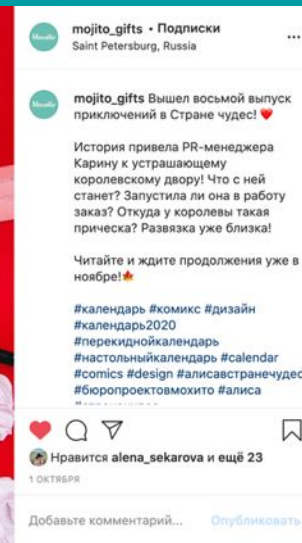 mojito_gifts • Подписки
Saint Petersburg, Russia
mojito_gifts Вышел восьмой выпуск
приключений в Стране чудес! ❤️
История привела PR-менеджера
Карину к устрашающему
королевскому двору! Что с ней
станет? Запустила ли она в работу
заказ? Откуда у королевы такая
прическа? Развязка уже близка!
Читайте и ждите продолжения уже в
ноябре!🍁
#календарь #комикс #дизайн
#календарь2020
#перекиднойкалендарь
#настольныйкалендарь #calendar
#comics #design #алисавстранечудес
#бюропроектовмохито #алиса
Нравится alena_sekarova и ещё 23
1 ОКТЯБРЯ
Добавьте комментарий... Опубликовать